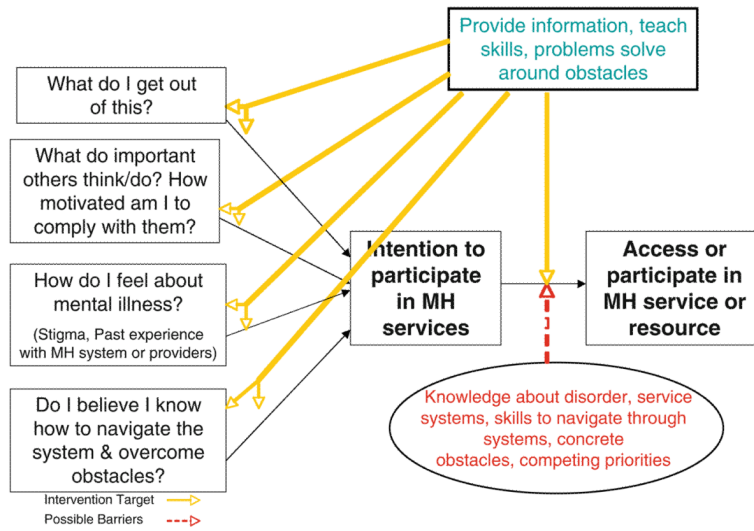 Provide information, teach
skills, problems solve
around obstacles
What do I get out
of this?
What do important
others think/do? How
motivated am I to
comply with them?
How do I feel about
mental illness?
(Stigma, Past experience
with MH system or providers)
Do I believe I know
how to navigate the
system & overcome
obstacles?
Intention to
participate
in MH
services
Access or
participate in
MH service or
resource
Knowledge about disorder, service
systems, skills to navigate through
systems, concrete
obstacles, competing priorities
Intervention Target
Possible Barriers